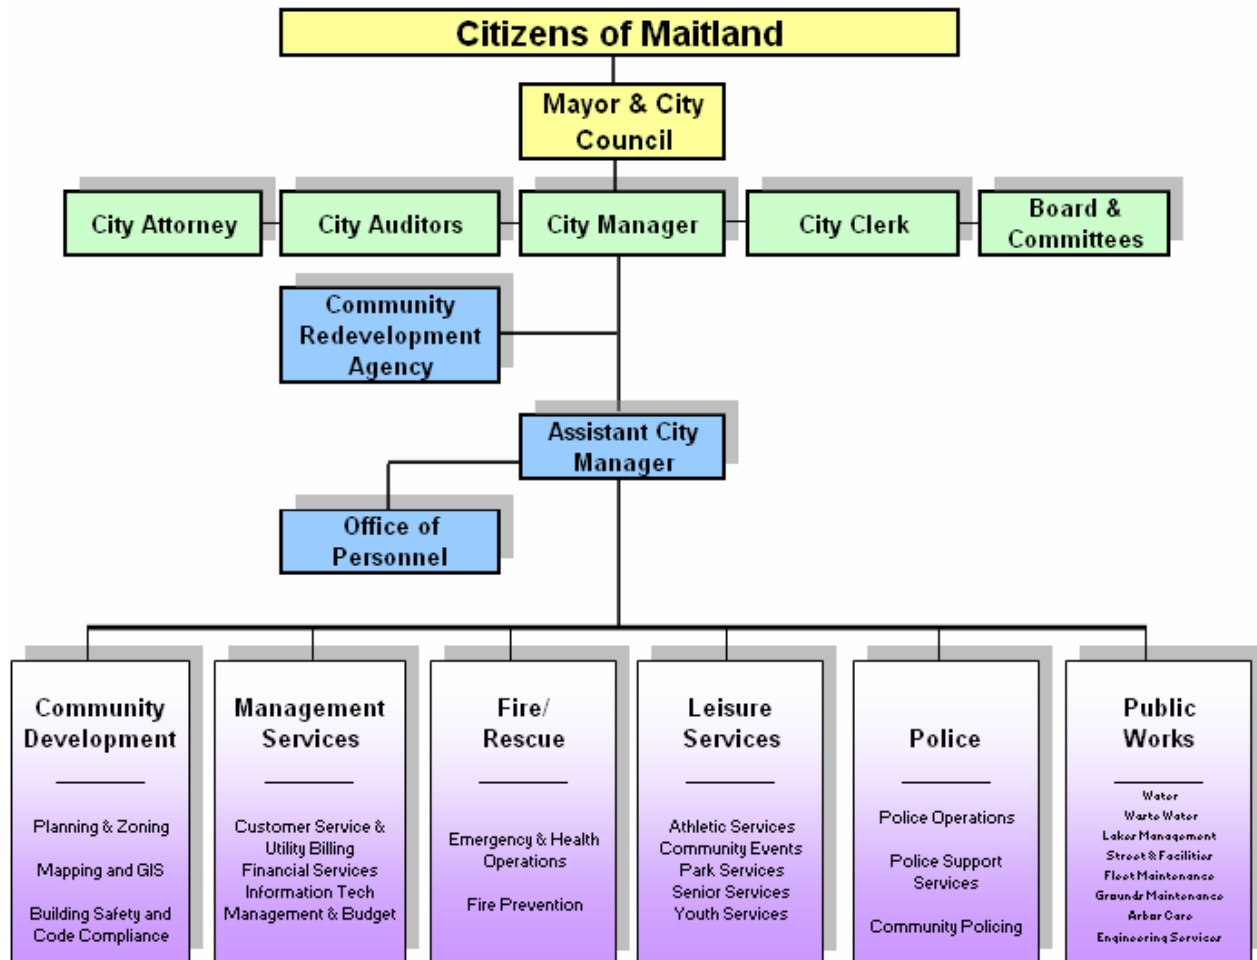 Citizens of Maitland
Mayor & City
Council
City Attorney
City Auditors
City Manager
City Clerk
Board &
Committees
Community
Redevelopment
Agency
Assistant City
Manager
Office of
Personnel
Community
Development
Planning & Zoning
Mapping and GIS
Building Safety and
Code Compliance
Management
Services
Customer Service &
Utility Billing
Financial Services
Information Tech
Management & Budget
Fire/
Rescue
Emergency & Health
Operations
Fire Prevention
Leisure
Services
Athletic Services
Community Events
Park Services
Senior Services
Youth Services
Police
Police Operations
Police Support
Services
Community Policing
Public
Works
Water
Waste Water
Lakes Management
Street & Facilities
Fleet Maintenance
Grounds Maintenance
Arbor Care
Engineering Services